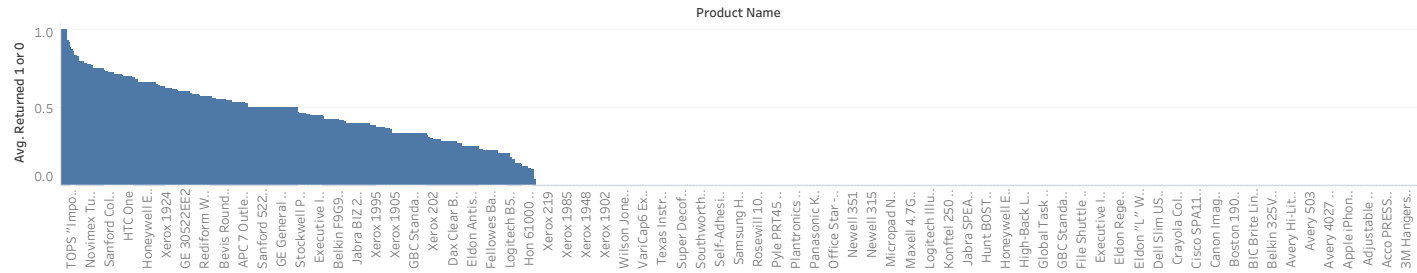 Product Name
Avg. Returned 1 or 0
1.0
0.5
0.0
TOPS "Impo..
Novimex Tu..
Sanford Col..
HTC One
Honeywell E..
Xerox 1924
GE 30522EE2
Rediform W..
Bevis Round..
APC 7 Outle..
Sanford 522..
GE General ..
Stockwell P..
Executive I..
Belkin F9G9..
Jabra BIZ 2..
Xerox 1995
Xerox 1905
GBC Standa..
Xerox 202
Dax Clear B..
Eldon Antis..
Fellowes Ba..
Logitech B5..
Hon 61000 ..
Xerox 219
Xerox 1985
Xerox 1948
Xerox 1902
Wilson Jone..
VariCap6 Ex..
Texas Instr..
Super Decof..
Southworth..
Self-Adhesi..
Samsung H..
Rosewill 10..
Pyle PRT45 ..
Plantronics ..
Panasonic K..
Office Star -..
Newell 351
Newell 315
Micropad N..
Maxell 4.7G..
Logitech Illu..
Konftel 250 ..
Jabra SPEA..
Hunt BOST..
Honeywell E..
High-Back L..
Global Task ..
GBC Standa..
File Shuttle ..
Executive I..
Eldon Rege..
Eldon "L" W..
Dell Slim US..
Crayola Col..
Cisco SPA11..
Canon Imag..
Boston 190..
BIC Brite Lin..
Belkin 325V..
Avery Hi-Lit..
Avery 503
Avery 4027 ..
Apple iPhon..
Adjustable ..
Acco PRESS..
3M Hangers..